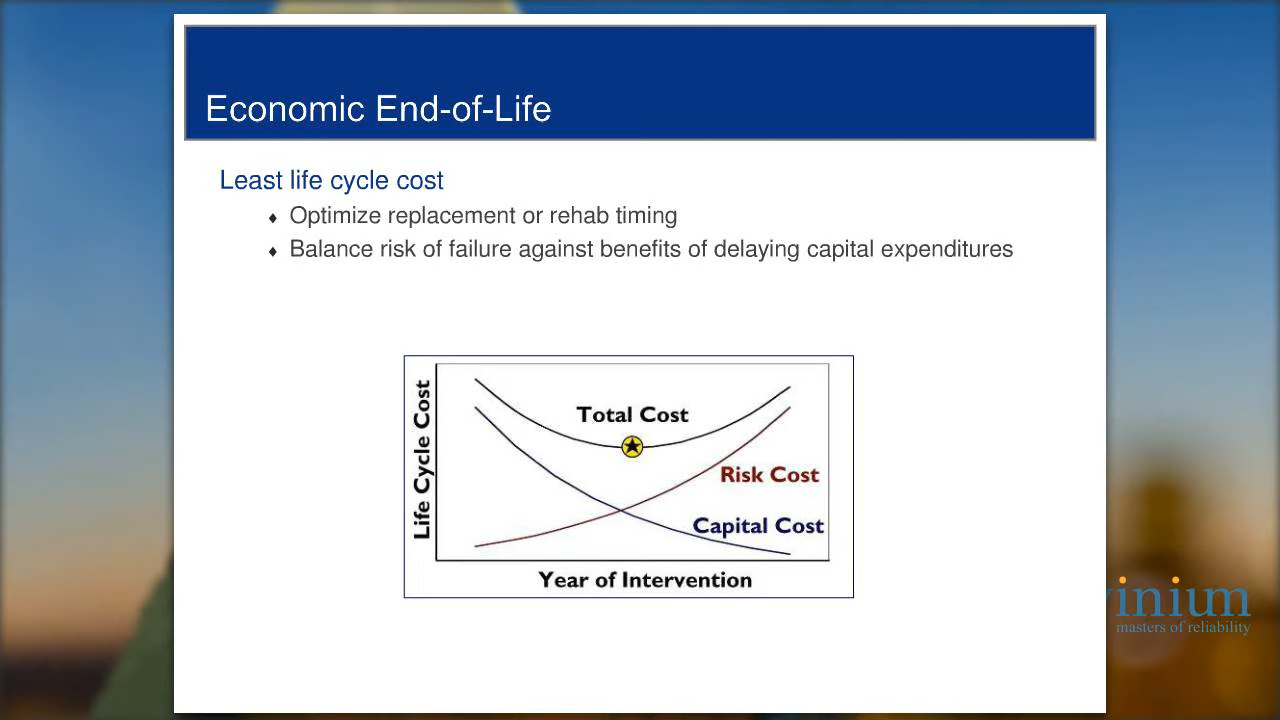 Economic End-of-Life
Least life cycle cost
♦ Optimize replacement or rehab timing
♦ Balance risk of failure against benefits of delaying capital expenditures
Life Cycle Cost
Total Cost
Risk Cost
Capital Cost
Year of Intervention
vinium
masters of reliability